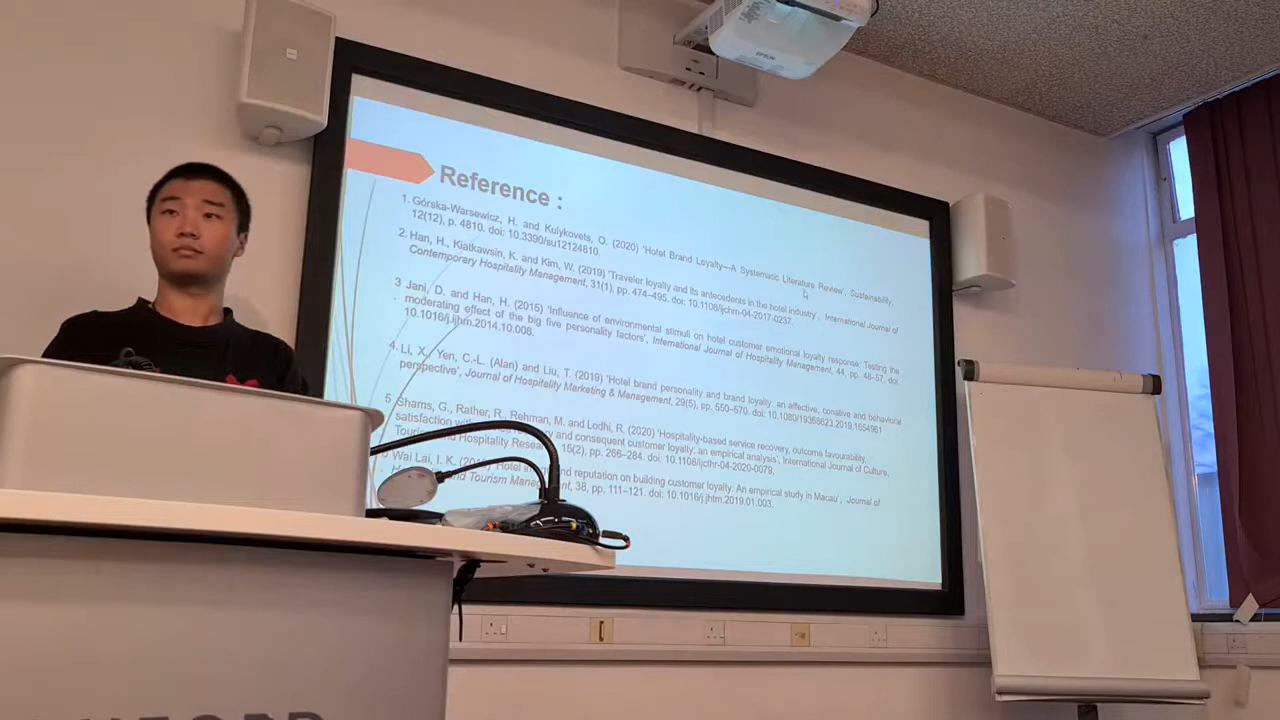 EPSON
Reference :
1. Górska-Warsewicz, H. and Kulykovets, O. (2020) 'Hotel Brand Loyalty—A Systematic Literature Review', Sustainability,
12(12), p. 4810. doi: 10.3390/su12124810.
2. Han, H., Kiatkawsin, K. and Kim, W. (2019) 'Traveler loyalty and its antecedents in the hotel industry', International Journal of
Contemporary Hospitality Management, 31(1), pp. 474–495. doi: 10.1108/ijchm-04-2017-0237.
3 Jani, D. and Han, H. (2015) 'Influence of environmental stimuli on hotel customer emotional loyalty response: Testing the
. moderating effect of the big five personality factors', International Journal of Hospitality Management, 44, pp. 48–57. doi:
10.1016/j.ijhm.2014.10.006.
4. Li, X., Yen, C.-L. (Alan) and Liu, T. (2019) 'Hotel brand personality and brand loyalty: an affective, conative and behavioral
perspective', Journal of Hospitality Marketing & Management, 29(5), pp. 550–570. doi: 10.1080/19368623.2019.1654961
5 Shams, G., Rather, R., Rehman, M. and Lodhi, R. (2020) 'Hospitality-based service recovery, outcome favourability,
satisfaction with and consequent customer loyalty: an empirical analysis', International Journal of Culture,
Tourism and Hospitality Research, 15(2), pp. 266–284. doi: 10.1108/ijcthr-04-2020-0079.
Wai Lai, I. K. 'Hotel and reputation on building customer loyalty: An empirical study in Macau', Journal of
and Tourism Management, 38, pp. 111–121. doi: 10.1016/j.jhtm.2019.01.003.